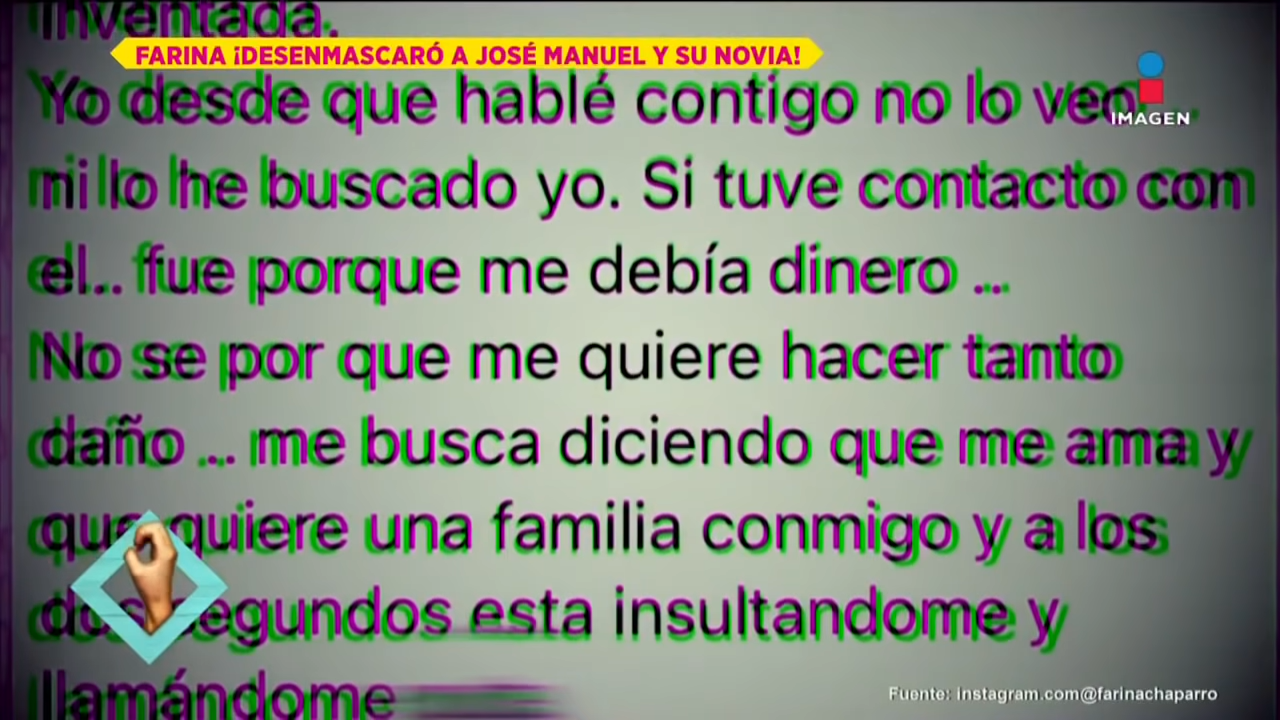 inventada.
FARINA ¡DESENMASCARÓ A JOSÉ MANUEL Y SU NOVIA!
IMAGEN
Yo desde que hablé contigo no lo veo
ni lo he buscado yo. Si tuve contacto con
el.. fue porque me debía dinero ...
No se por que me quiere hacer tanto
daño ... me busca diciendo que me ama y
que quiere una familia conmigo y a los
dos segundos esta insultandome y
llamándome
Fuente: instagram.com@farinachaparro